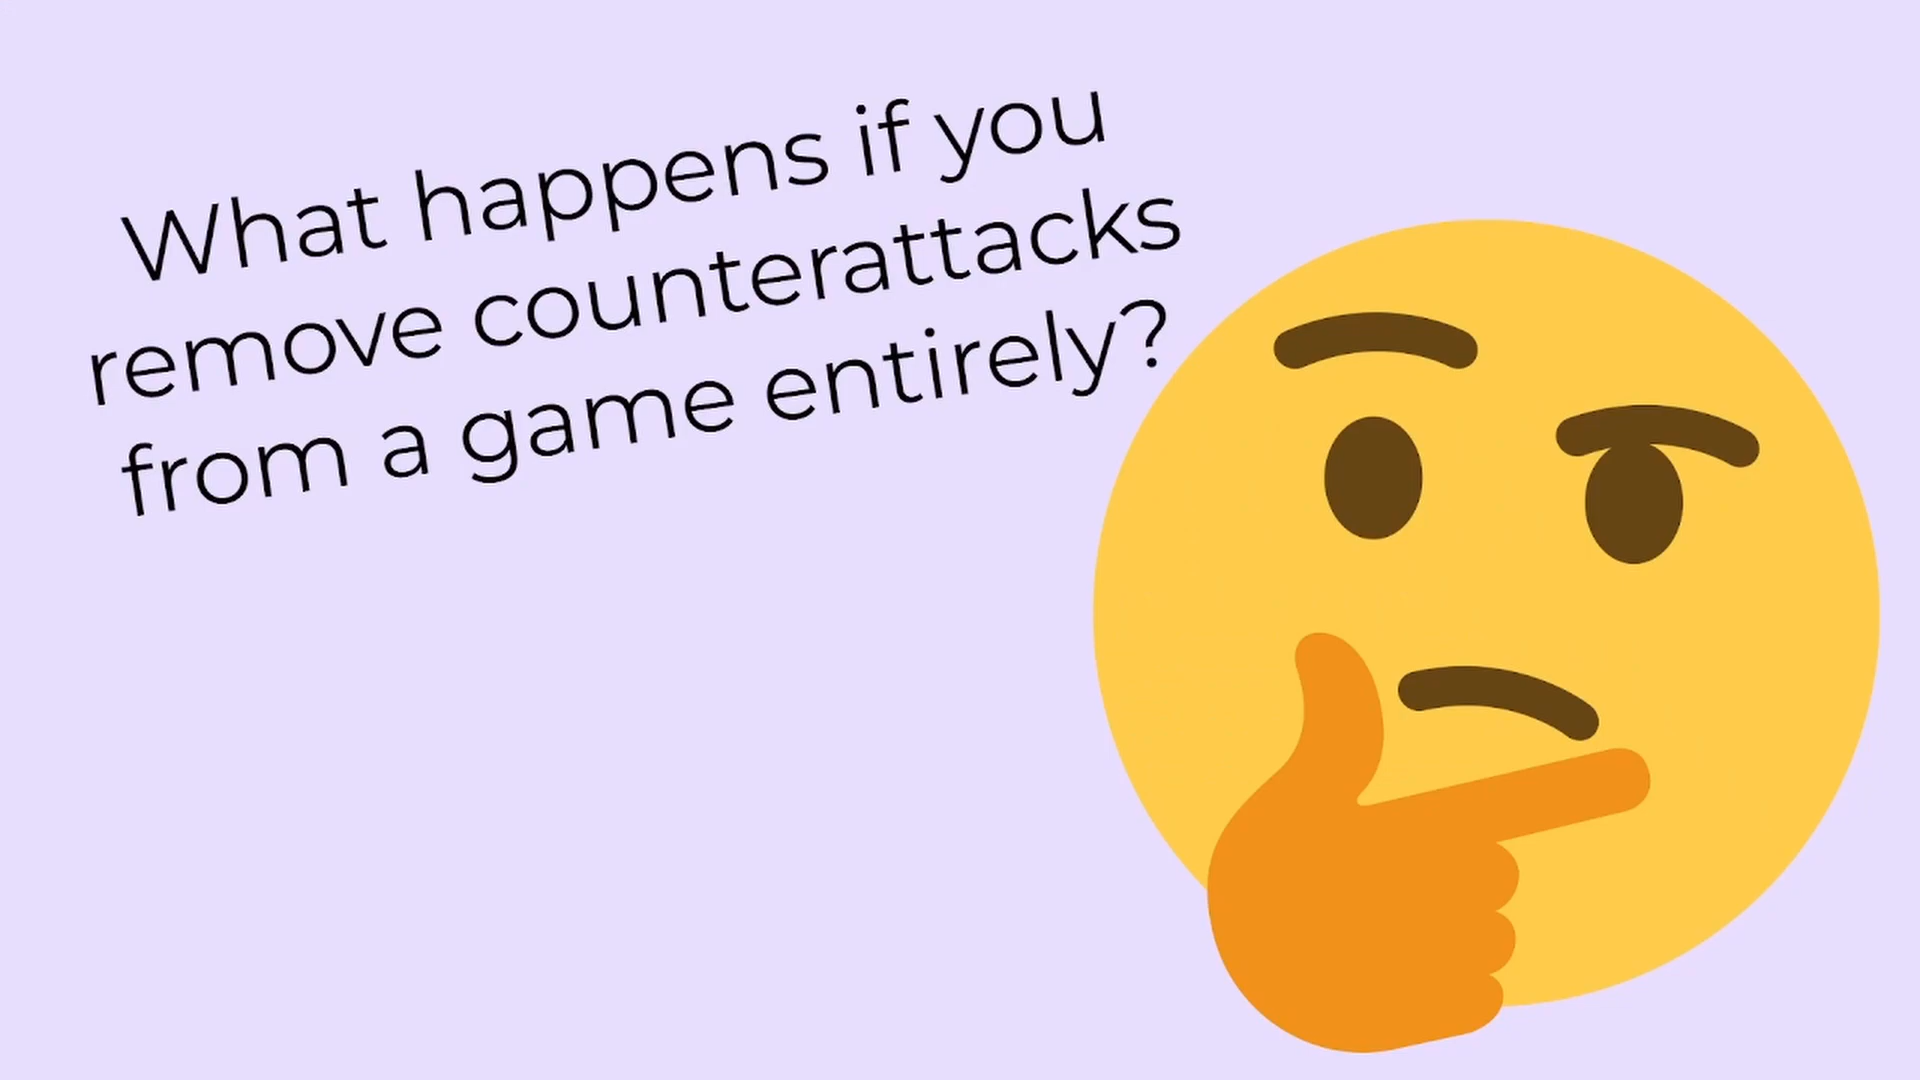 What happens if you
remove counterattacks
from a game entirely?